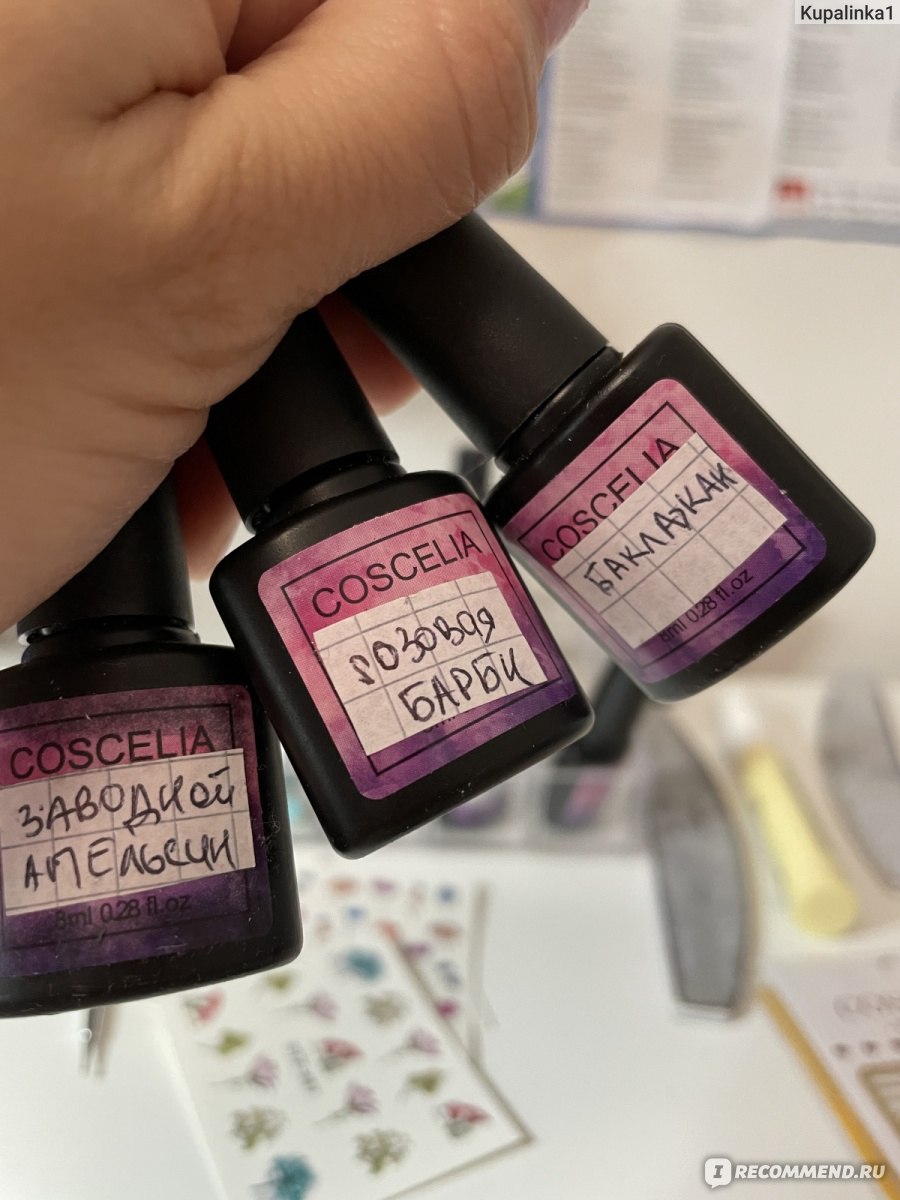 Kupalinka1
COSCELIA
БАКЛАЖАН
8ml 0.28 fl.oz
COSCELIA
розовая
БАРБИ
COSCELIA
ЗАВОДНОЙ
АПЕЛЬСИН
8ml 0.28 fl.oz
IRECOMMEND.RU